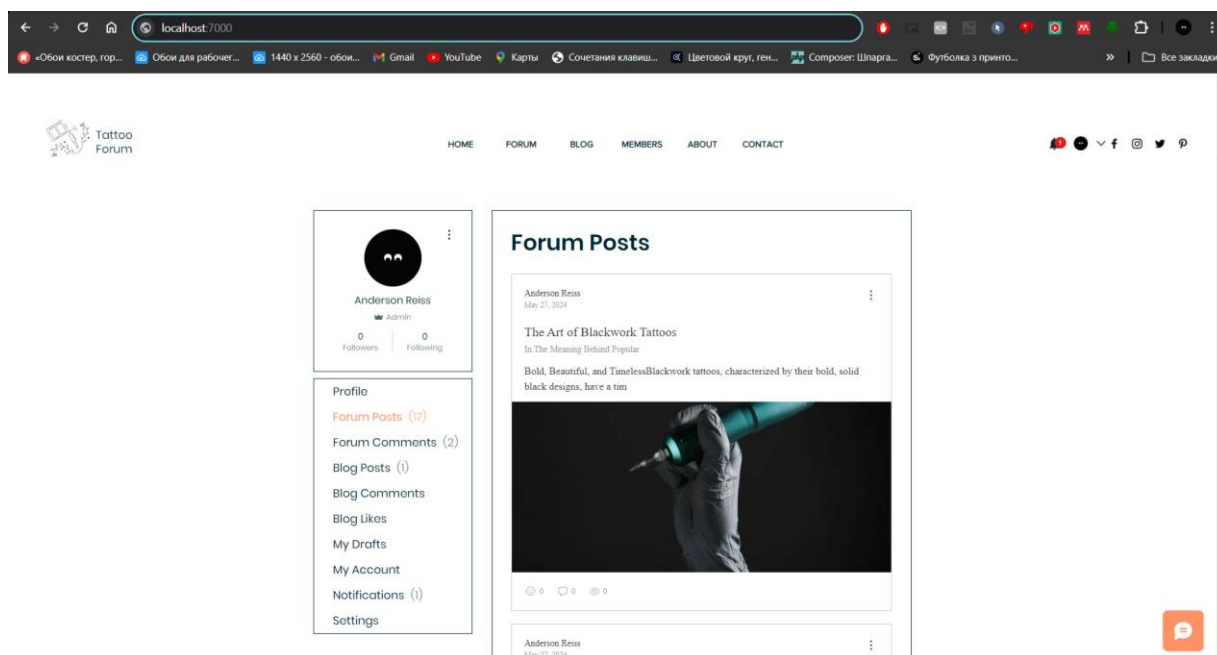 localhost:7000
«Обои костер, гор...
Обои для рабочег...
1440 x 2560 - обои...
Gmail
YouTube
Карты
Сочетания клавиш...
Цветовой круг, ген...
Composer: Шпарга...
Футболка з принто...
»
Все закладки
Tattoo
Forum
HOME
FORUM
BLOG
MEMBERS
ABOUT
CONTACT
1
Anderson Reiss
Admin
0 0
Followers Following
Profile
Forum Posts (17)
Forum Comments (2)
Blog Posts (1)
Blog Comments
Blog Likes
My Drafts
My Account
Notifications (1)
Settings
Forum Posts
Anderson Reiss
May 27, 2024
The Art of Blackwork Tattoos
In The Meaning Behind Popular
Bold, Beautiful, and TimelessBlackwork tattoos, characterized by their bold, solid
black designs, have a tim
0 0 0
Anderson Reiss
May 27, 2024